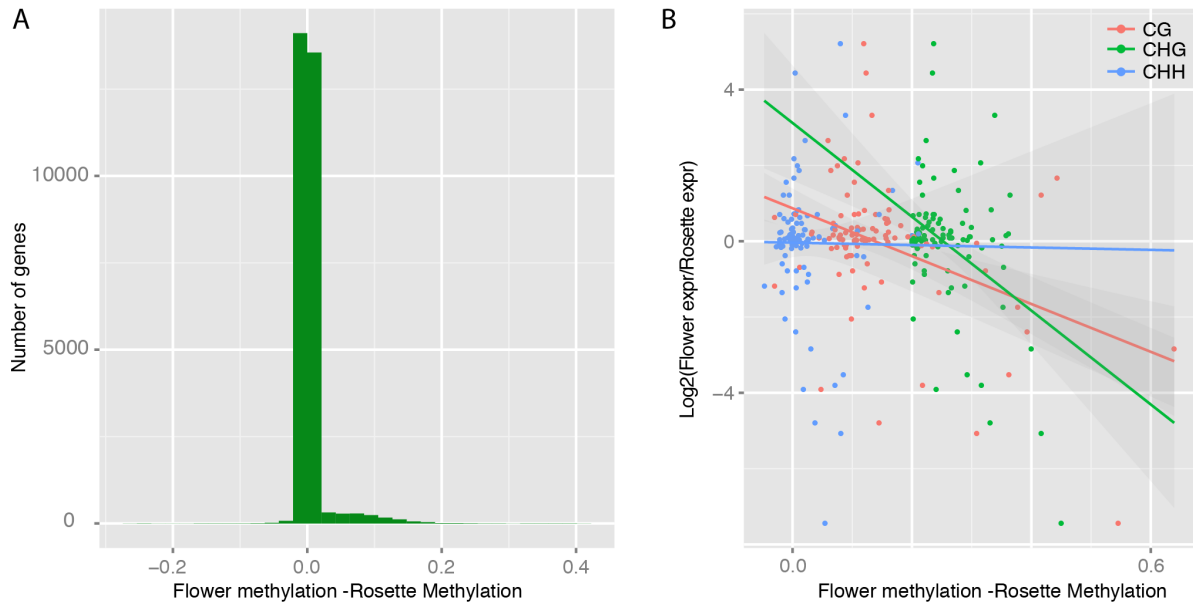 A
Number of genes
10000
5000
0
−0.2
0.0
0.2
0.4
Flower methylation -Rosette Methylation
B
CG
CHG
CHH
Log2(Flower expr/Rosette expr)
4
0
−4
0.0
0.6
Flower methylation -Rosette Methylation